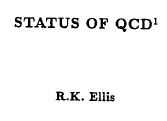 STATUS OF QCD¹
R.K. Ellis